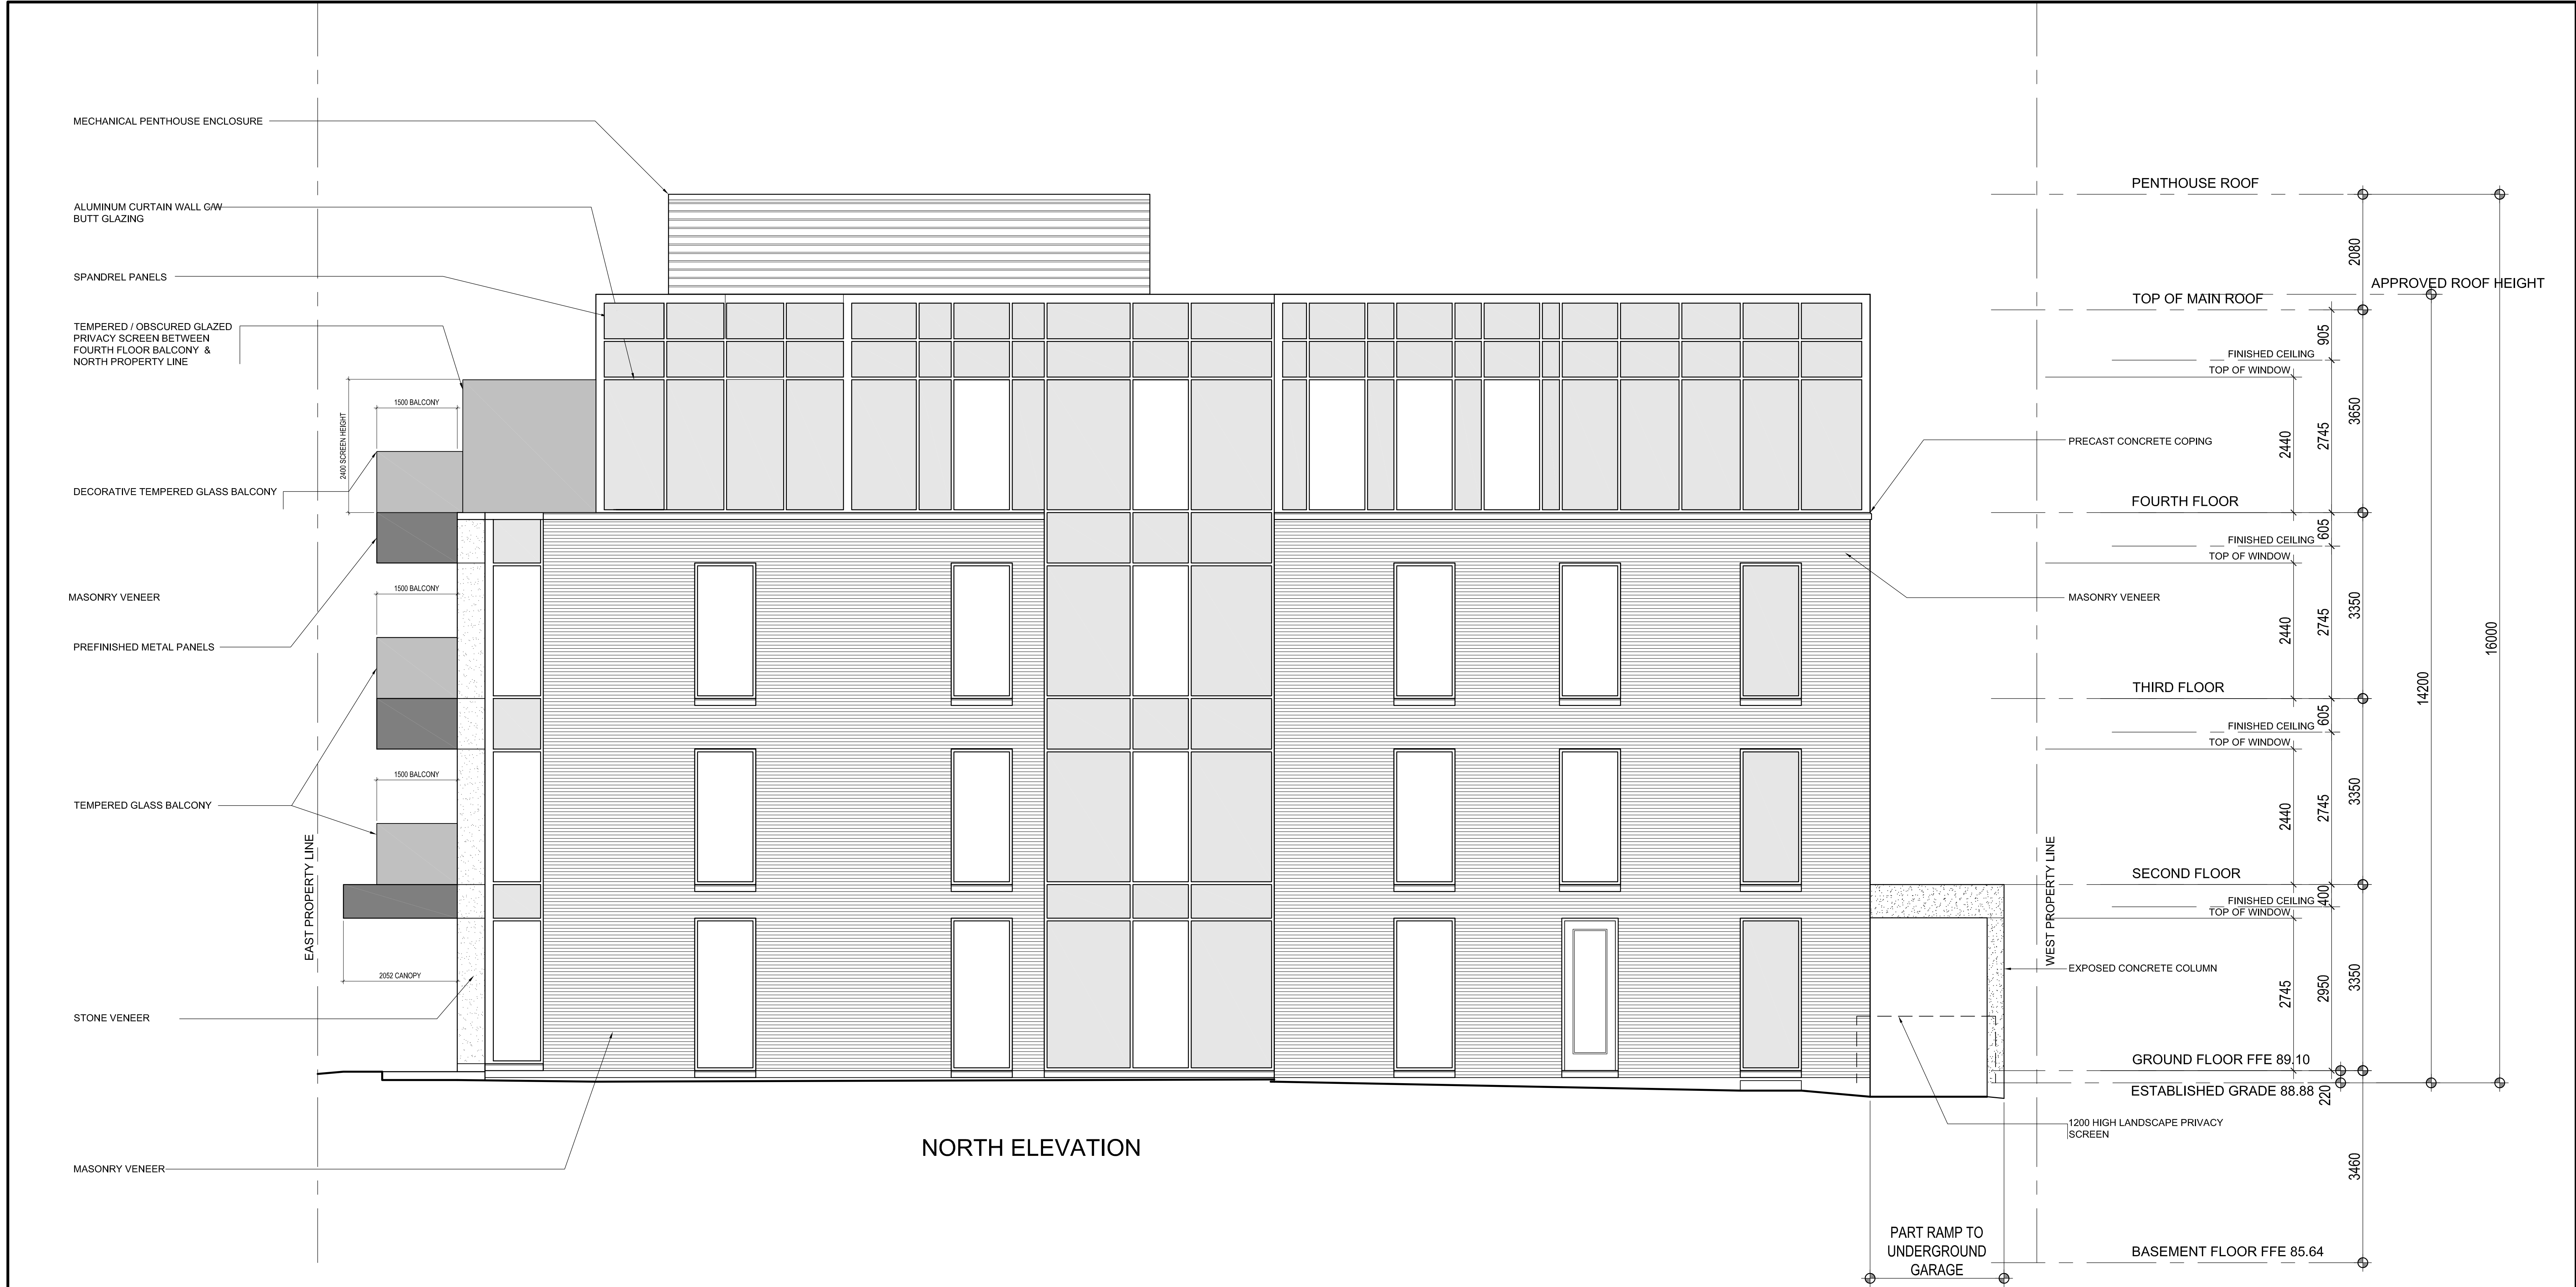 MECHANICAL PENTHOUSE ENCLOSURE
ALUMINUM CURTAIN WALL C/W
BUTT GLAZING
SPANDREL PANELS
TEMPERED / OBSCURED GLAZED
PRIVACY SCREEN BETWEEN
FOURTH FLOOR BALCONY &
NORTH PROPERTY LINE
1500 BALCONY
2400 SCREEN HEIGHT
DECORATIVE TEMPERED GLASS BALCONY
1500 BALCONY
MASONRY VENEER
PREFINISHED METAL PANELS
1500 BALCONY
TEMPERED GLASS BALCONY
EAST PROPERTY LINE
2052 CANOPY
STONE VENEER
MASONRY VENEER
NORTH ELEVATION
PENTHOUSE ROOF
2080
APPROVED ROOF HEIGHT
TOP OF MAIN ROOF
905
FINISHED CEILING
TOP OF WINDOW
3650
2745
2440
PRECAST CONCRETE COPING
FOURTH FLOOR
605
FINISHED CEILING
TOP OF WINDOW
MASONRY VENEER
3350
2745
2440
16000
14200
THIRD FLOOR
605
FINISHED CEILING
TOP OF WINDOW
3350
2745
2440
WEST PROPERTY LINE
SECOND FLOOR
400
FINISHED CEILING
TOP OF WINDOW
EXPOSED CONCRETE COLUMN
3350
2950
2745
GROUND FLOOR FFE 89.10
ESTABLISHED GRADE 88.88
220
1200 HIGH LANDSCAPE PRIVACY
SCREEN
3460
PART RAMP TO
UNDERGROUND
GARAGE
BASEMENT FLOOR FFE 85.64